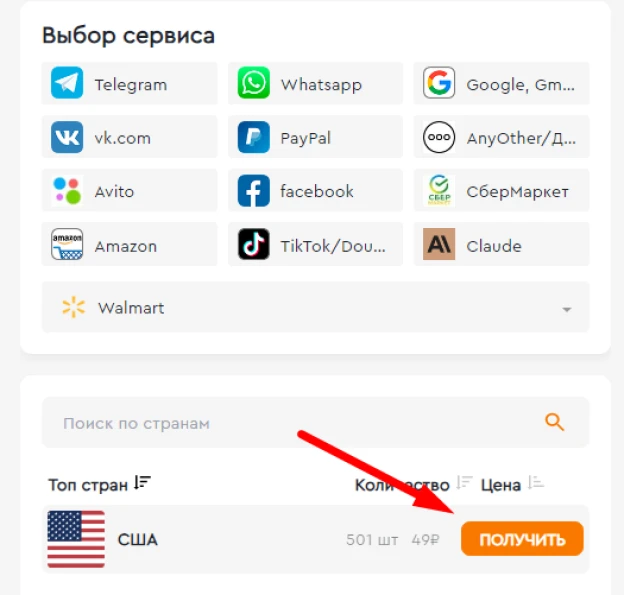 Выбор сервиса
Telegram Whatsapp Google, Gm...
vk.com PayPal AnyOther/Д...
Avito facebook СберМаркет
amazon Amazon TikTok/Dou... Claude
Walmart
Поиск по странам
Топ стран Количество Цена
США 501 шт 49₽ ПОЛУЧИТЬ